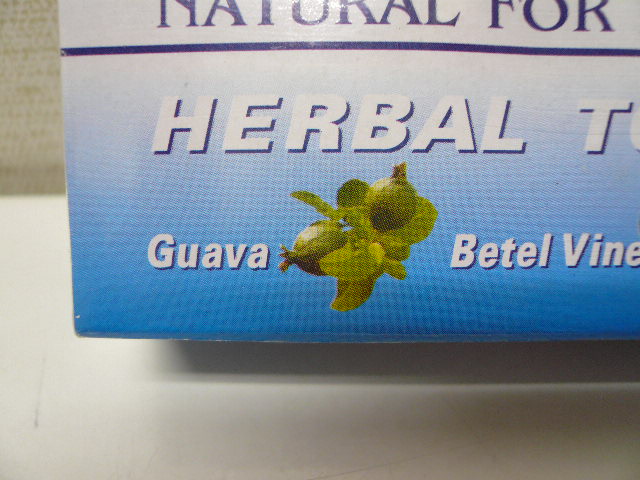 NATURAL FOR
HERBAL
Guava
Betel Vine